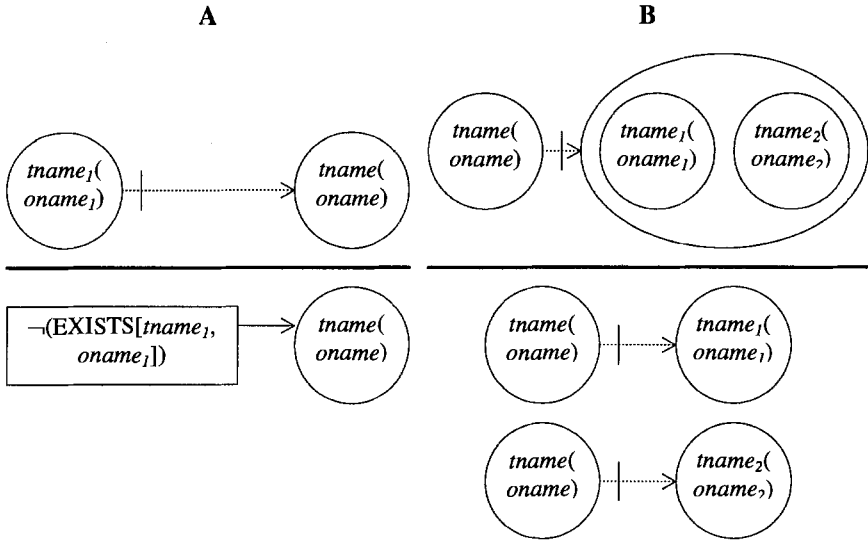 A
tname₁(
oname₁)
tname(
oname)
¬(EXISTS[tname₁,
oname₁])
tname(
oname)
B
tname(
oname)
tname₁(
oname₁)
tname₂(
oname₂)
tname(
oname)
tname₁(
oname₁)
tname(
oname)
tname₂(
oname₂)